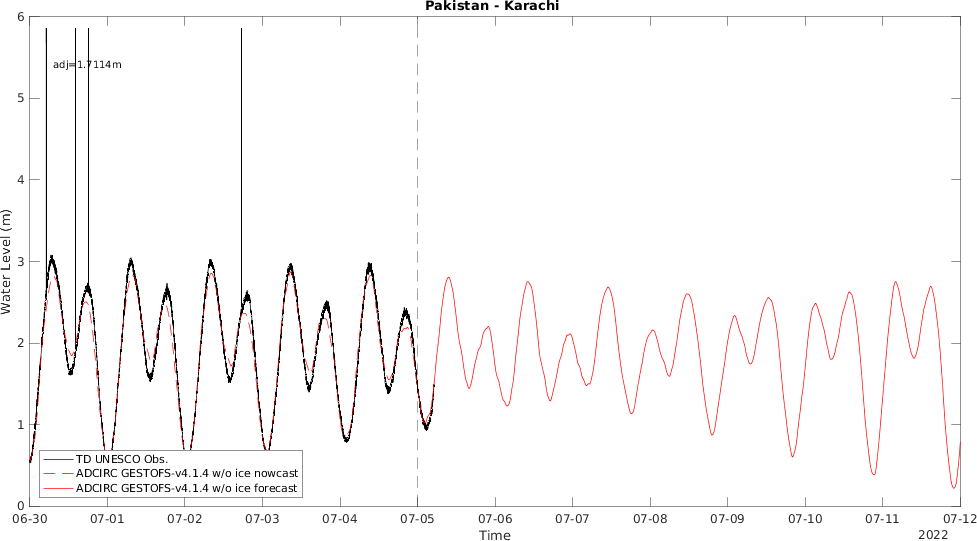 Pakistan - Karachi
6
adj=1.7114m
5
4
3
2
1
0
Water Level (m)
TD UNESCO Obs.
ADCIRC GESTOFS-v4.1.4 w/o ice nowcast
ADCIRC GESTOFS-v4.1.4 w/o ice forecast
06-30 07-01 07-02 07-03 07-04 07-05 07-06 07-07 07-08 07-09 07-10 07-11 07-12
Time
2022